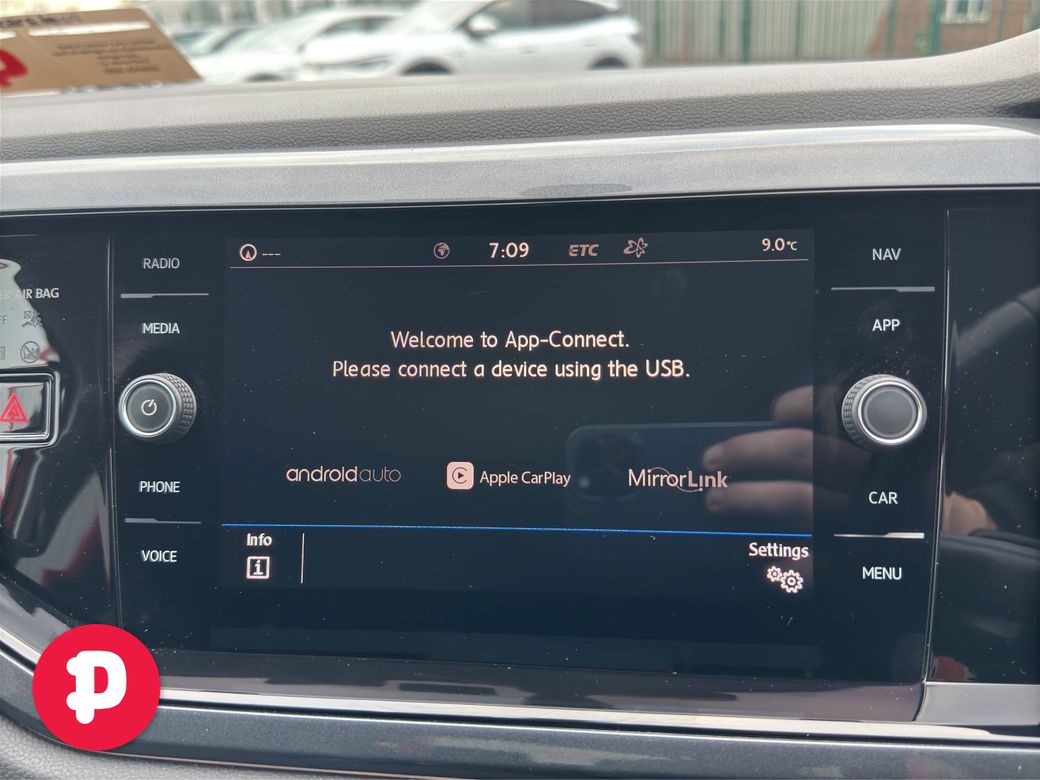 RADIO
MEDIA
PHONE
VOICE
ER AIR BAG
---
7:09
ETC
9.0°C
Welcome to App-Connect.
Please connect a device using the USB.
androidauto
Apple CarPlay
MirrorLink
Info
i
Settings
NAV
APP
CAR
MENU
P